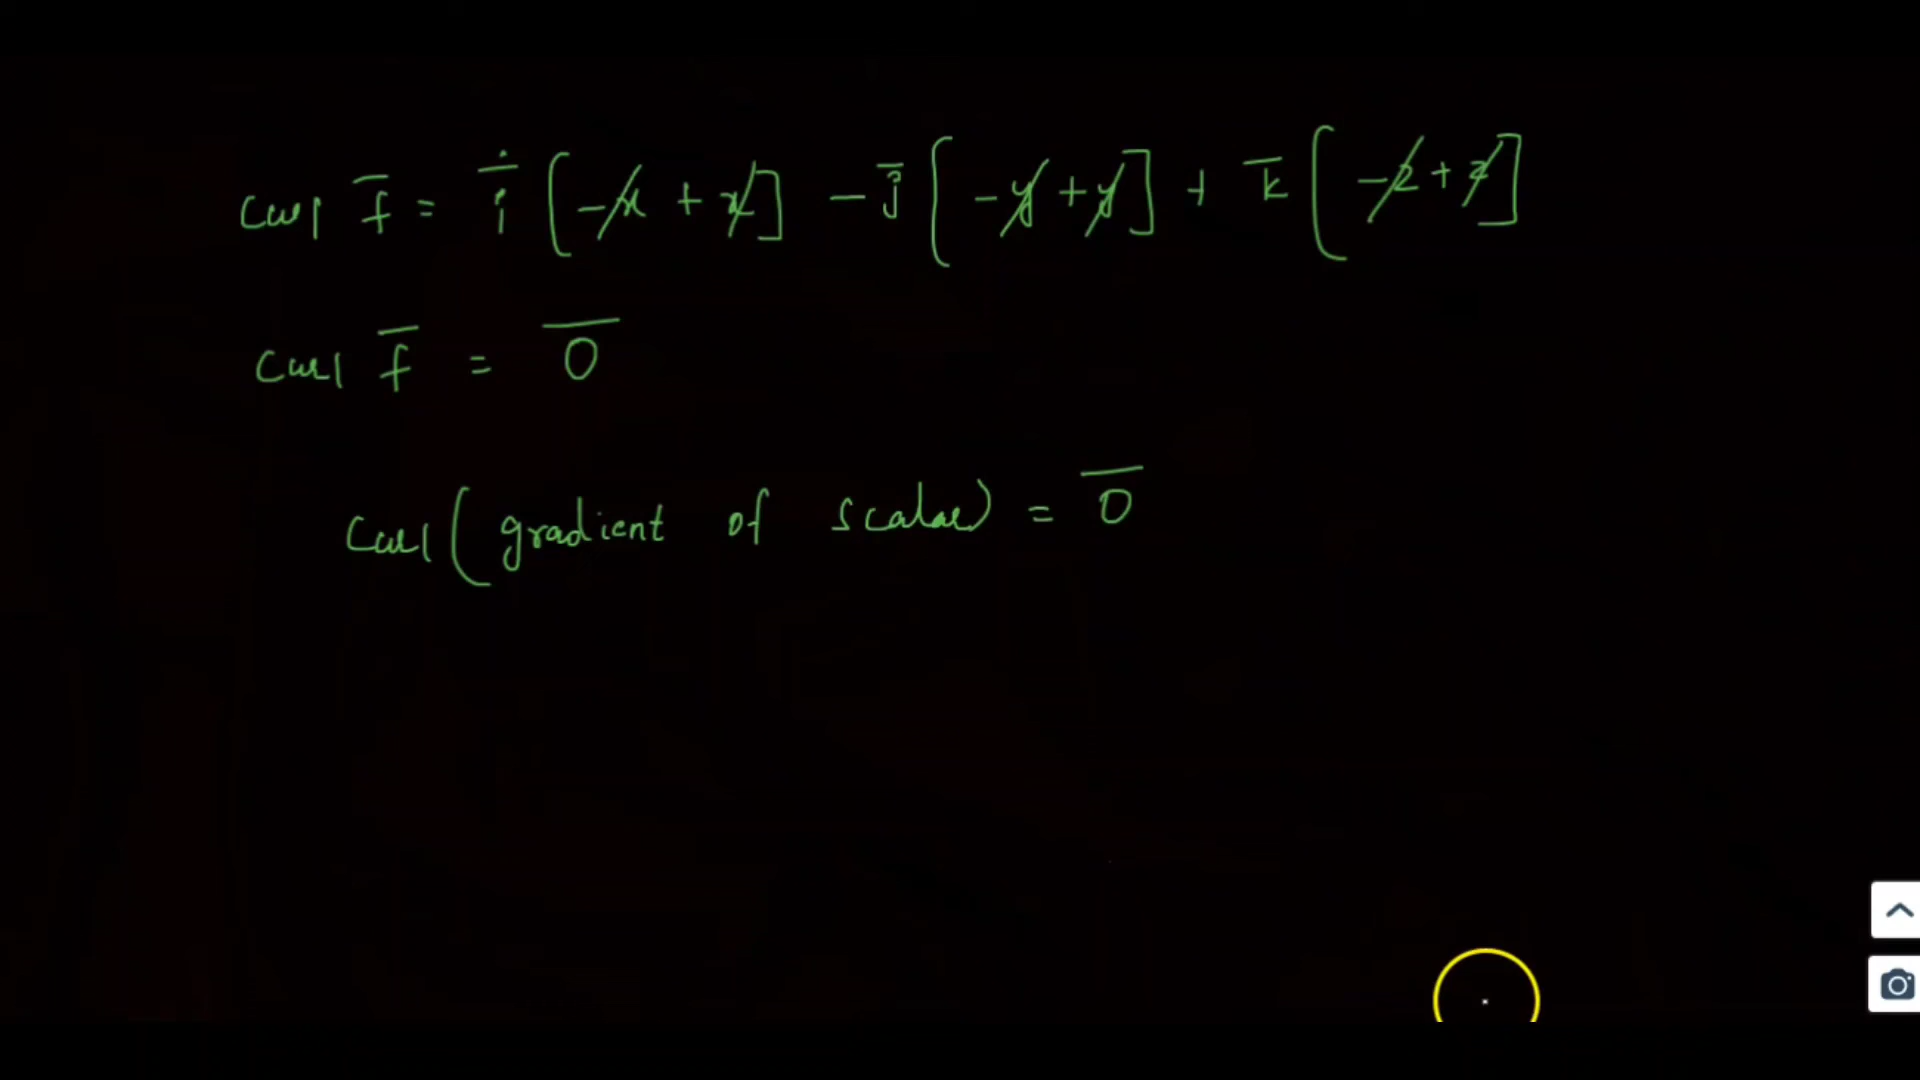 curl f̅ = i̅ [-x + x] - j̅ [-y + y] + k̅ [-z + z]
curl f̅ = 0̅
curl (gradient of scalar) = 0̅